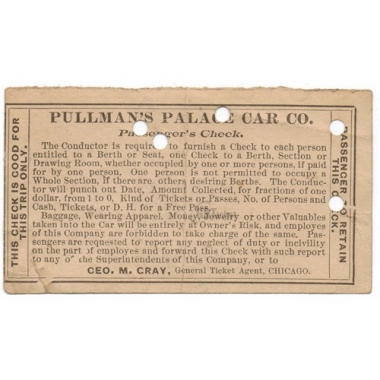 PULLMAN'S PALACE CAR CO.
Passenger's Check.
The Conductor is required to furnish a Check to each person
entitled to a Berth or Seat, one Check to a Berth, Section or
Drawing Room, whether occupied by one or more persons, if paid
for by one person. One person is not permitted to occupy a
Whole Section, if there are others desiring Berths. The Conduc-
tor will punch out Date, Amount Collected, for fractions of one
dollar, from 1 to 0, Kind of Tickets or Passes, No. of Persons and
Cash, Tickets, or D. H. for a Free Pass.
Baggage, Wearing Apparel, Money, Jewelry or other Valuables
taken into the Car will be entirely at Owner's Risk, and employes
of this Company are forbidden to take charge of the same. Pas-
sengers are requested to report any neglect of duty or incivility
on the part of employes and forward this Check with such report
to any of the Superintendents of this Company, or to
GEO. M. CRAY, General Ticket Agent, CHICAGO.
THIS CHECK IS GOOD FOR
THIS TRIP ONLY.
PASSENGER TO RETAIN
THIS CHECK.